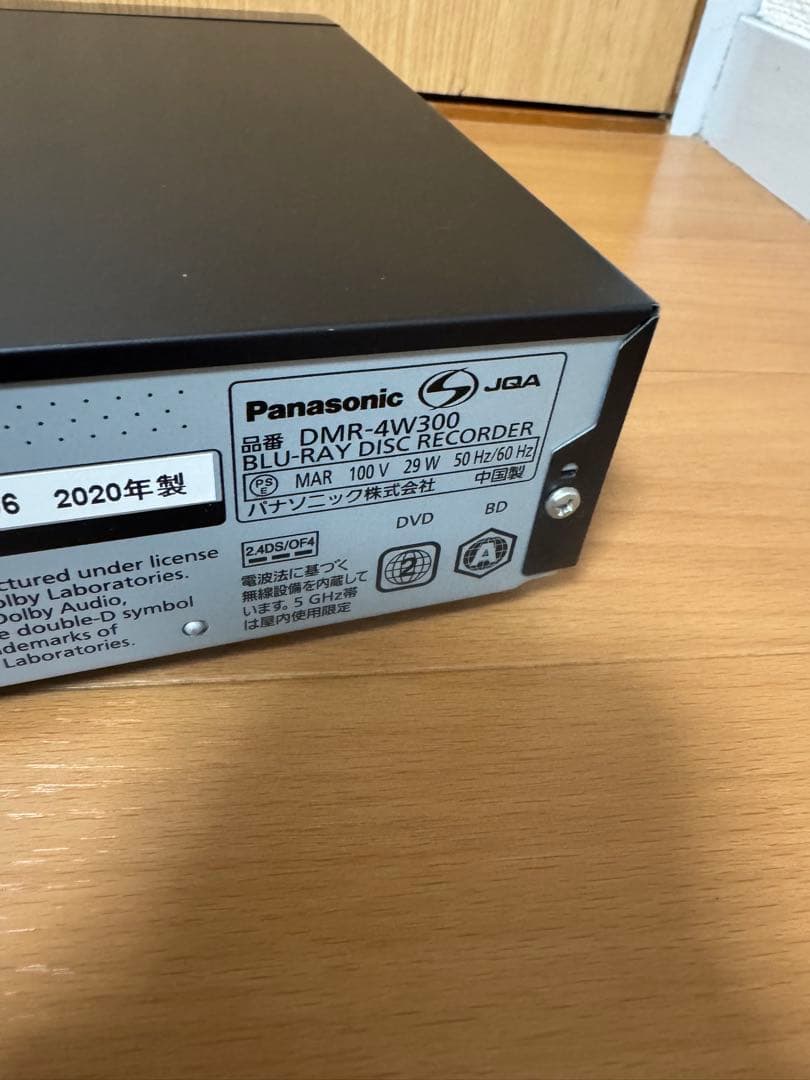 Panasonic JQA
品番 DMR-4W300
BLU-RAY DISC RECORDER
PSE MAR 100 V 29 W 50 Hz/60 Hz
パナソニック株式会社 中国製
6 2020年製
DVD BD
2 A
2.4DS/OF4
電波法に基づく
無線設備を内蔵して
います。5 GHz帯
は屋内使用限定
ctured under license
olby Laboratories.
Dolby Audio,
e double-D symbol
demarks of
Laboratories.